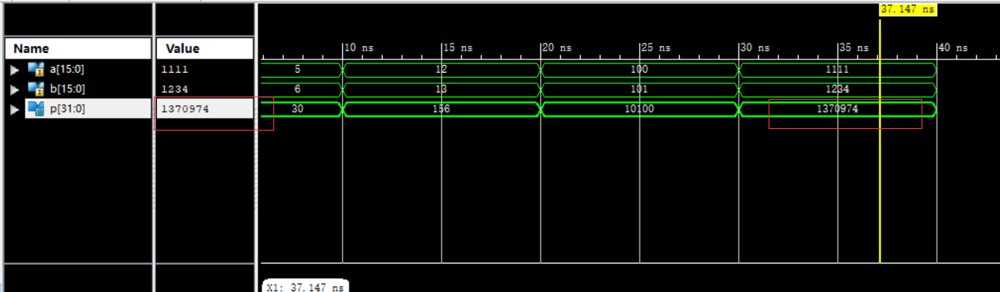 37.147 ns
Name Value
10 ns 15 ns 20 ns 25 ns 30 ns 35 ns 40 ns
a[15:0] 1111 5 12 100 1111
b[15:0] 1234 6 13 101 1234
p[31:0] 1370974 30 156 10100 1370974
X1: 37.147 ns